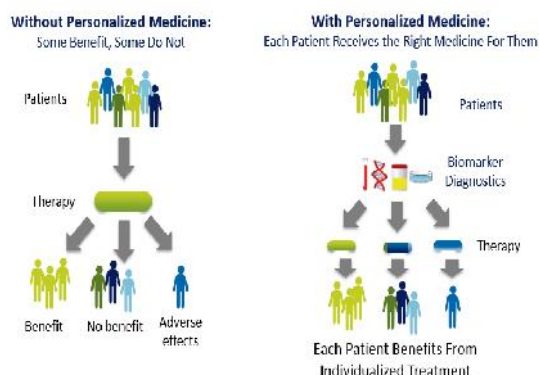 Without Personalized Medicine:
Some Benefit, Some Do Not
Patients
Therapy
Benefit
No benefit
Adverse
effects
With Personalized Medicine:
Each Patient Receives the Right Medicine For Them
Patients
Biomarker
Diagnostics
Therapy
Each Patient Benefits From
Individualized Treatment